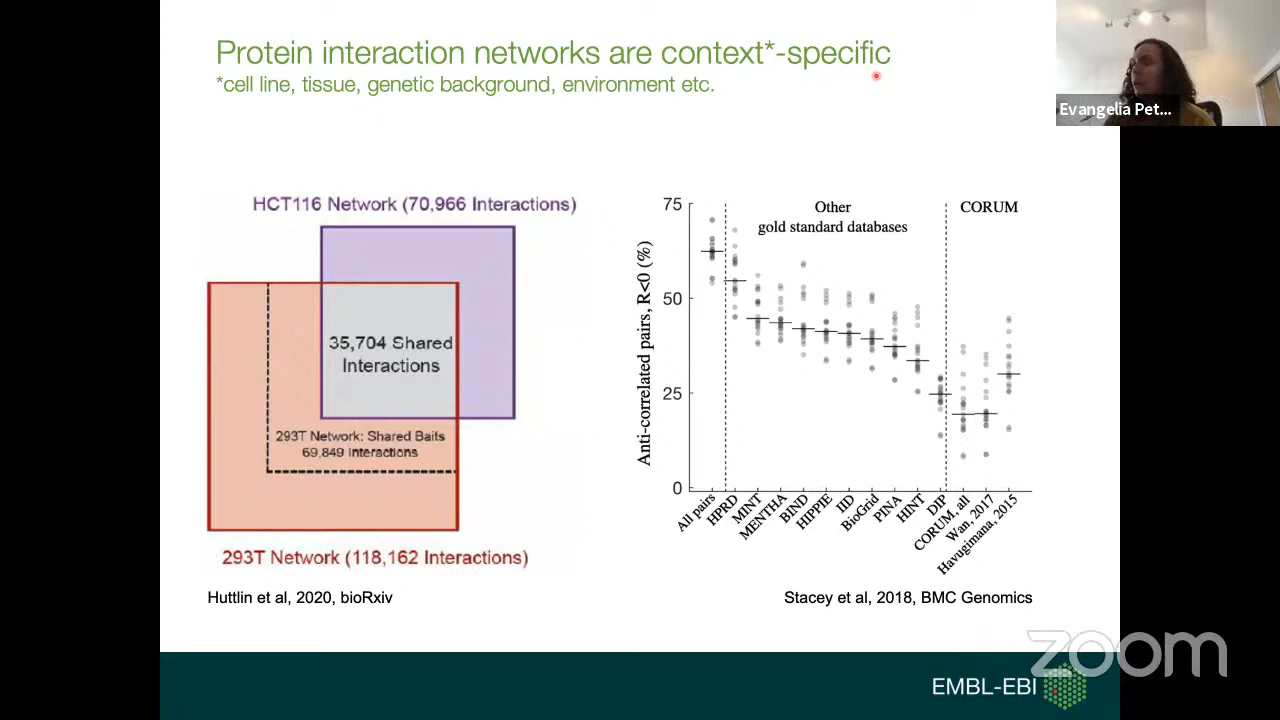 Protein interaction networks are context*-specific
*cell line, tissue, genetic background, environment etc.
Evangelia Pet...
HCT116 Network (70,966 Interactions)
35,704 Shared
Interactions
293T Network: Shared Baits
69,849 Interactions
293T Network (118,162 Interactions)
Huttlin et al, 2020, bioRxiv
Other
gold standard databases
CORUM
Anti-correlated pairs, R<0 (%)
75
50
25
0
All pairs
HPRD
MINT
MENTHA
BIND
HIPPIE
IID
BioGrid
PINA
HINT
DIP
CORUM, all
Wan, 2017
Havugimana, 2015
Stacey et al, 2018, BMC Genomics
zoom
EMBL-EBI